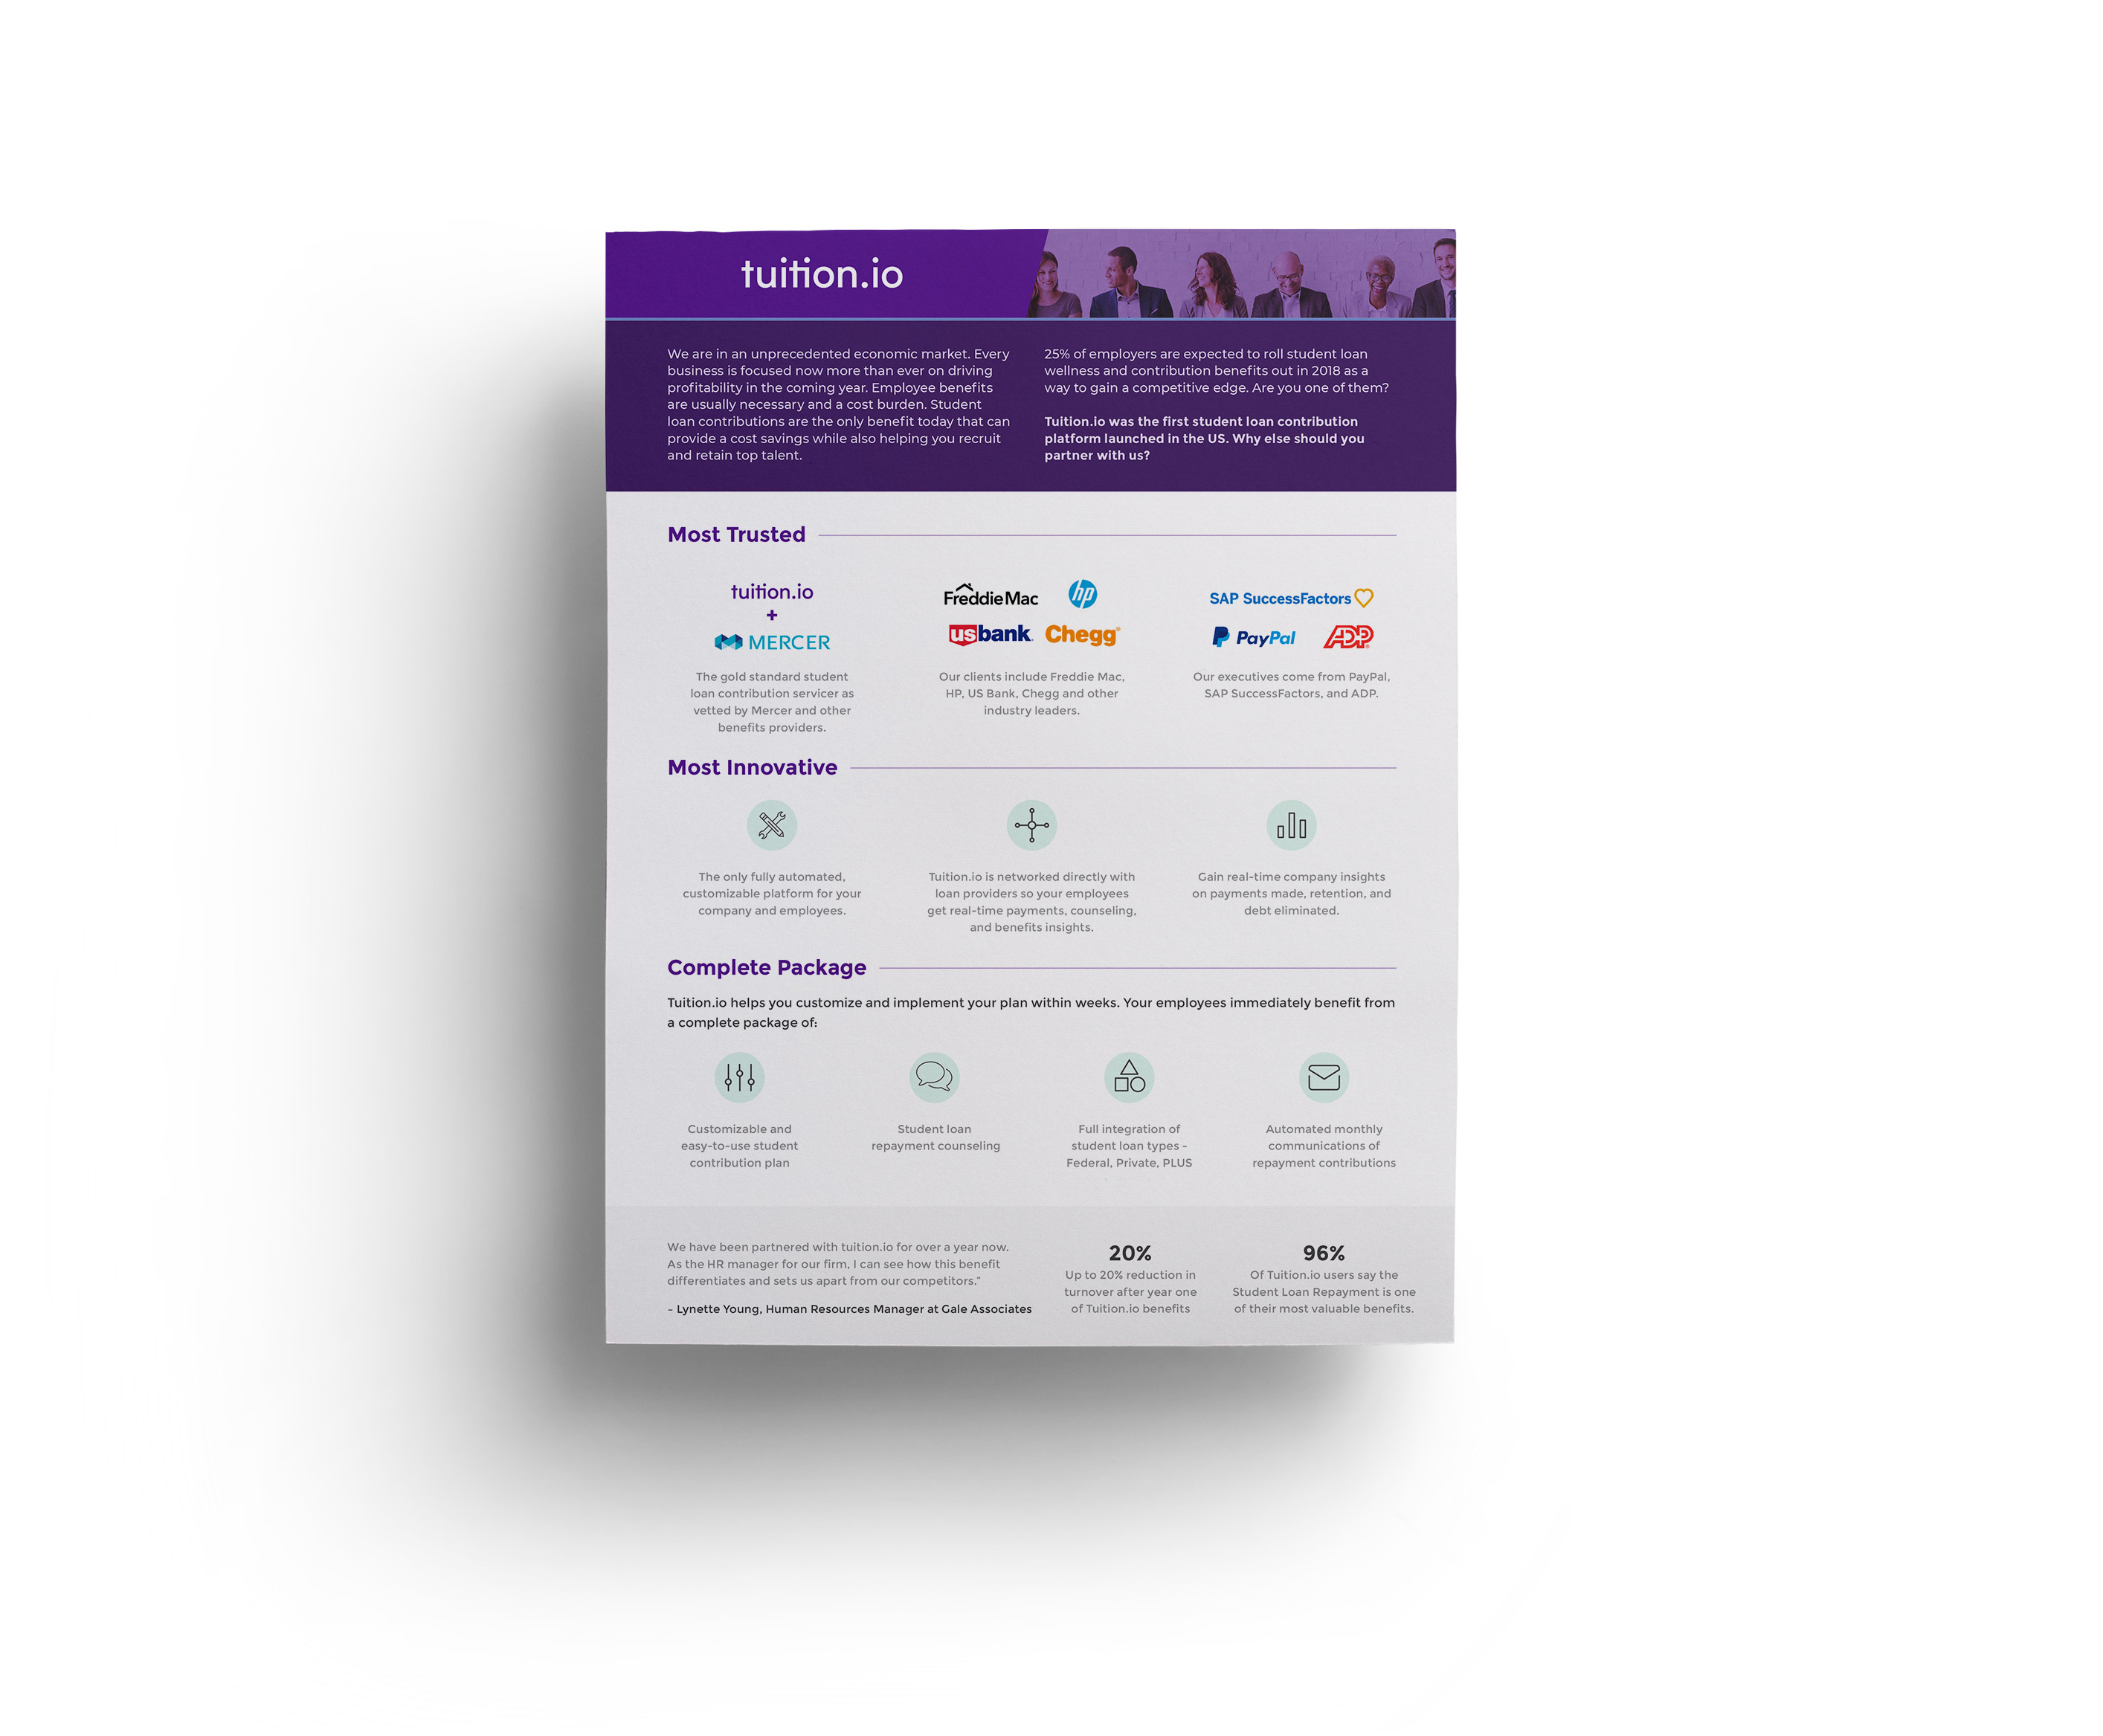 tuition.io
We are in an unprecedented economic market. Every
business is focused now more than ever on driving
profitability in the coming year. Employee benefits
are usually necessary and a cost burden. Student
loan contributions are the only benefit today that can
provide a cost savings while also helping you recruit
and retain top talent.
25% of employers are expected to roll student loan
wellness and contribution benefits out in 2018 as a
way to gain a competitive edge. Are you one of them?
Tuition.io was the first student loan contribution
platform launched in the US. Why else should you
partner with us?
Most Trusted
tuition.io
+
MERCER
The gold standard student
loan contribution servicer as
vetted by Mercer and other
benefits providers.
Freddie Mac hp
usbank. Chegg®
Our clients include Freddie Mac,
HP, US Bank, Chegg and other
industry leaders.
SAP SuccessFactors
PayPal ADP®
Our executives come from PayPal,
SAP SuccessFactors, and ADP.
Most Innovative
The only fully automated,
customizable platform for your
company and employees.
Tuition.io is networked directly with
loan providers so your employees
get real-time payments, counseling,
and benefits insights.
Gain real-time company insights
on payments made, retention, and
debt eliminated.
Complete Package
Tuition.io helps you customize and implement your plan within weeks. Your employees immediately benefit from
a complete package of:
Customizable and
easy-to-use student
contribution plan
Student loan
repayment counseling
Full integration of
student loan types -
Federal, Private, PLUS
Automated monthly
communications of
repayment contributions
We have been partnered with tuition.io for over a year now.
As the HR manager for our firm, I can see how this benefit
differentiates and sets us apart from our competitors."
– Lynette Young, Human Resources Manager at Gale Associates
20%
Up to 20% reduction in
turnover after year one
of Tuition.io benefits
96%
Of Tuition.io users say the
Student Loan Repayment is one
of their most valuable benefits.